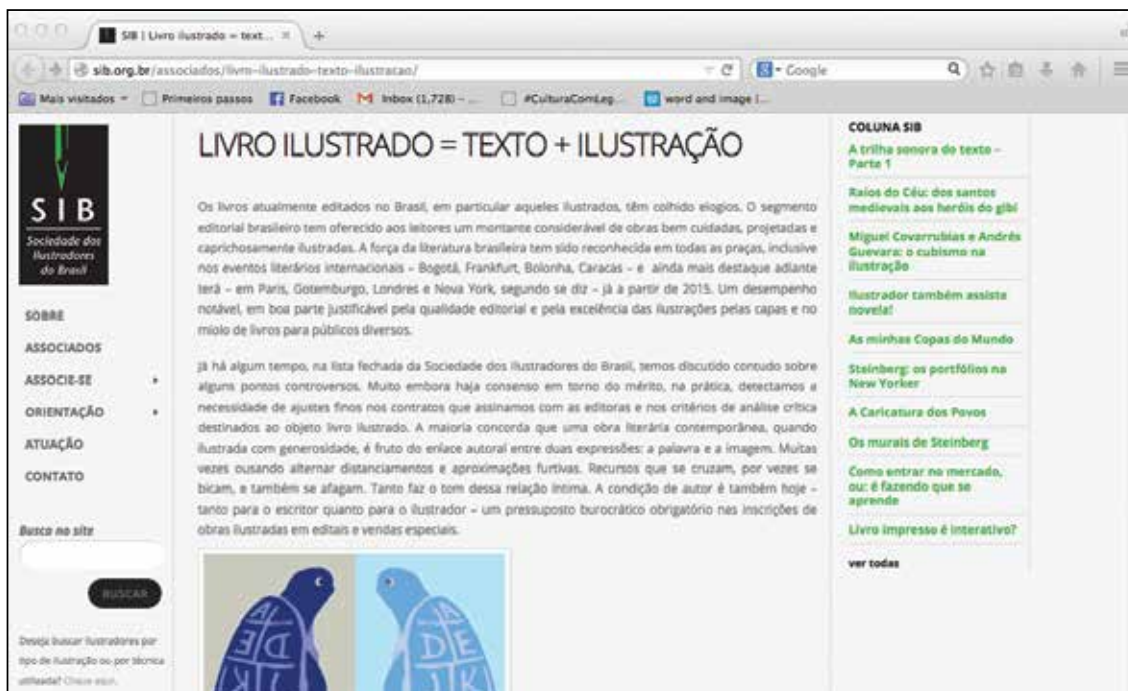 SIB | Livro ilustrado = text...
sib.org.br/associados/livro-ilustrado-texto-ilustracao/
Google
Mais visitados
Primeiros passos
Facebook
Inbox (1,728) - ...
#CulturaComLeg...
word and image |...
SIB
Sociedade dos
Ilustradores
do Brasil
SOBRE
ASSOCIADOS
ASSOCIE-SE
ORIENTAÇÃO
ATUAÇÃO
CONTATO
Busca no site
BUSCAR
Deseja buscar ilustradores por
tipo de ilustração ou por técnica
utilizada? Clique aqui.
LIVRO ILUSTRADO = TEXTO + ILUSTRAÇÃO
Os livros atualmente editados no Brasil, em particular aqueles ilustrados, têm colhido elogios. O segmento
editorial brasileiro tem oferecido aos leitores um montante considerável de obras bem cuidadas, projetadas e
caprichosamente ilustradas. A força da literatura brasileira tem sido reconhecida em todas as praças, inclusive
nos eventos literários internacionais – Bogotá, Frankfurt, Bolonha, Caracas – e ainda mais destaque adiante
terá – em Paris, Gotemburgo, Londres e Nova York, segundo se diz – já a partir de 2015. Um desempenho
notável, em boa parte justificável pela qualidade editorial e pela excelência das ilustrações pelas capas e no
miolo de livros para públicos diversos.
Já há algum tempo, na lista fechada da Sociedade dos Ilustradores do Brasil, temos discutido contudo sobre
alguns pontos controversos. Muito embora haja consenso em torno do mérito, na prática, detectamos a
necessidade de ajustes finos nos contratos que assinamos com as editoras e nos critérios de análise crítica
destinados ao objeto livro ilustrado. A maioria concorda que uma obra literária contemporânea, quando
ilustrada com generosidade, é fruto do enlace autoral entre duas expressões: a palavra e a imagem. Muitas
vezes ousando alternar distanciamentos e aproximações furtivas. Recursos que se cruzam, por vezes se
bicam, e também se afagam. Tanto faz o tom dessa relação íntima. A condição de autor é também hoje –
tanto para o escritor quanto para o ilustrador – um pressuposto burocrático obrigatório nas inscrições de
obras ilustradas em editais e vendas especiais.
COLUNA SIB
A trilha sonora do texto –
Parte 1
Raios do Céu: dos santos
medievais aos heróis do gibi
Miguel Covarrubias e Andrés
Guevara: o cubismo na
ilustração
Ilustrador também assiste
novela!
As minhas Copas do Mundo
Steinberg: os portfólios na
New Yorker
A Caricatura dos Povos
Os murais de Steinberg
Como entrar no mercado,
ou: é fazendo que se
aprende
Livro impresso é interativo?
ver todas